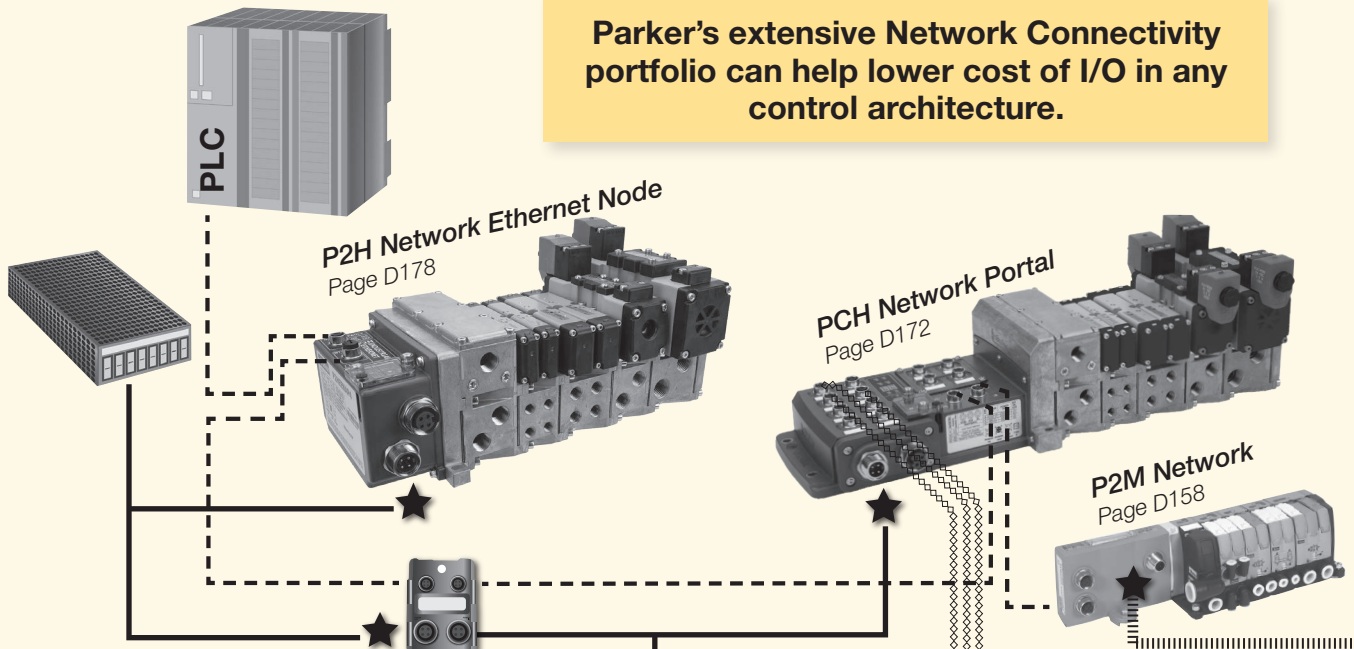 Parker’s extensive Network Connectivity
portfolio can help lower cost of I/O in any
control architecture.
PLC
P2H Network Ethernet Node
Page D178
PCH Network Portal
Page D172
P2M Network
Page D158